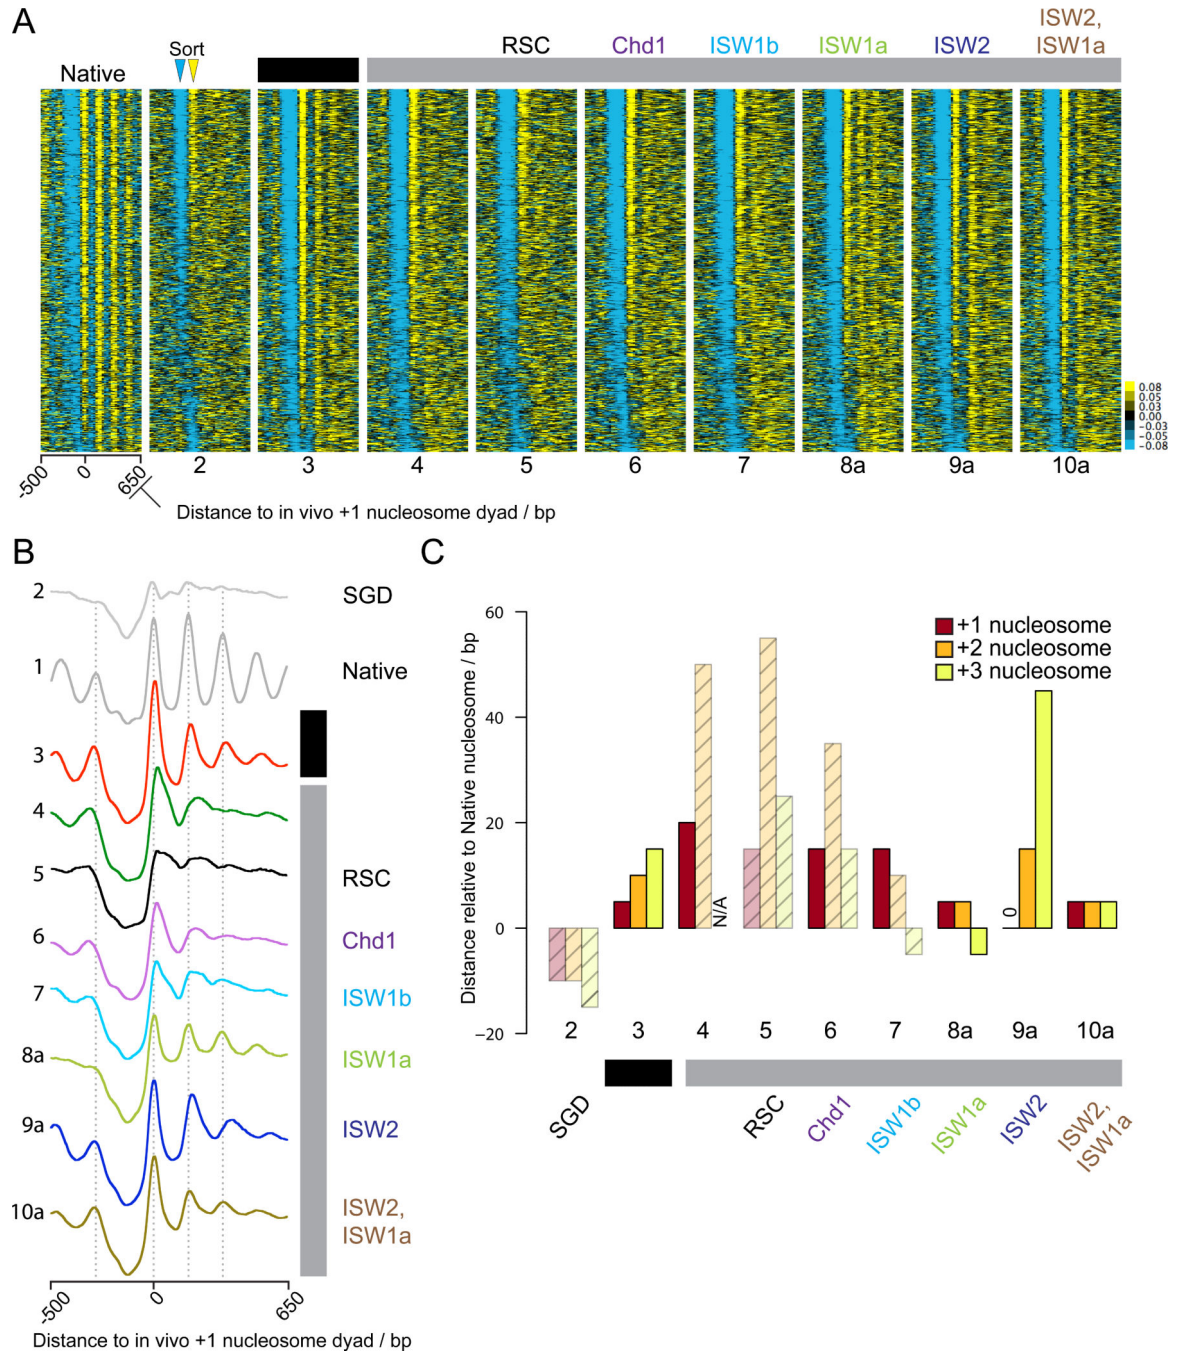 A
ISW2,
Sort RSC Chd1 ISW1b ISW1a ISW2 ISW1a
Native
0.08
0.05
0.03
0.00
−0.03
−0.05
−0.08
-500 0 650 2 3 4 5 6 7 8a 9a 10a
Distance to in vivo +1 nucleosome dyad / bp
B
2 SGD
1 Native
3
4
5 RSC
6 Chd1
7 ISW1b
8a ISW1a
9a ISW2
10a ISW2,
ISW1a
-500 0 650
Distance to in vivo +1 nucleosome dyad / bp
C
Distance relative to Native nucleosome / bp
60
40
20
0
−20
+1 nucleosome
+2 nucleosome
+3 nucleosome
N/A
0
2 3 4 5 6 7 8a 9a 10a
SGD RSC Chd1 ISW1b ISW1a ISW2 ISW2,
ISW1a